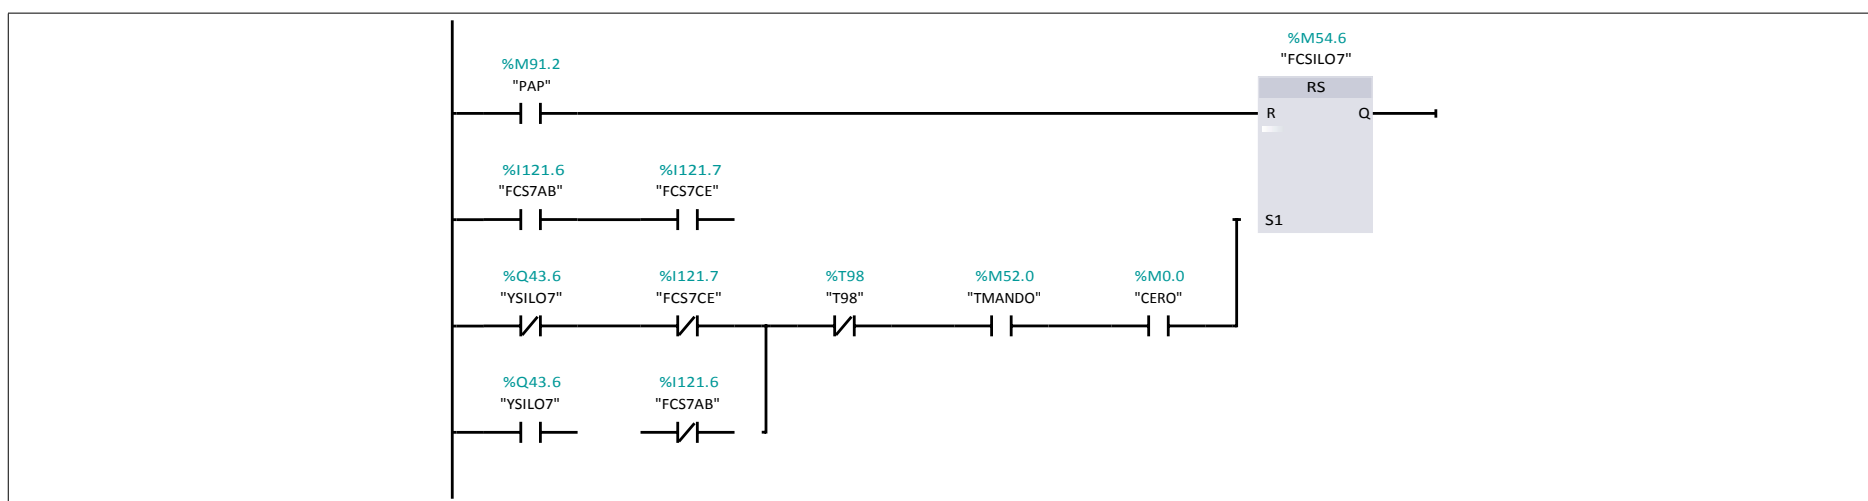 %M54.6
"FCSILO7"
%M91.2
"PAP"
RS
R Q
%I121.6 %I121.7
"FCS7AB" "FCS7CE"
S1
%Q43.6 %I121.7 %T98 %M52.0 %M0.0
"YSILO7" "FCS7CE" "T98" "TMANDO" "CERO"
%Q43.6 %I121.6
"YSILO7" "FCS7AB"